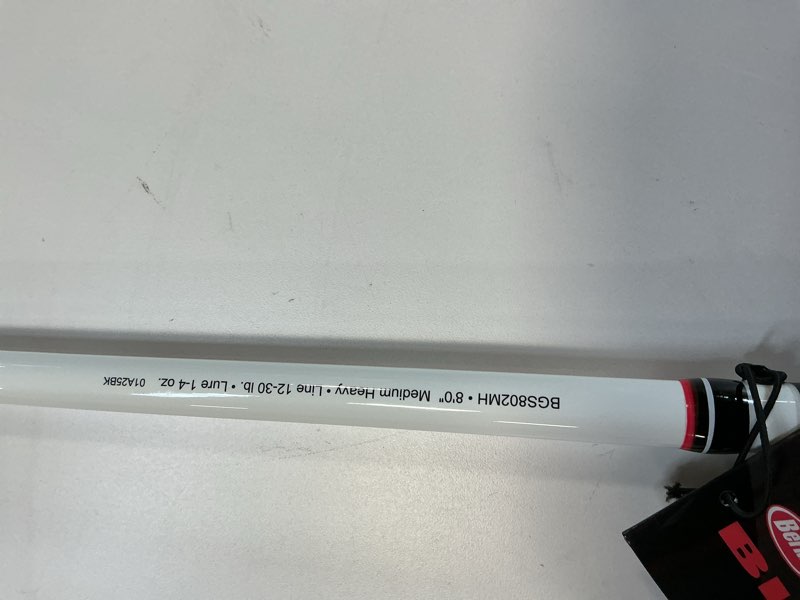 BGS802MH • 8'0" Medium Heavy • Line 12-30 lb. • Lure 1-4 oz. 01A25BK